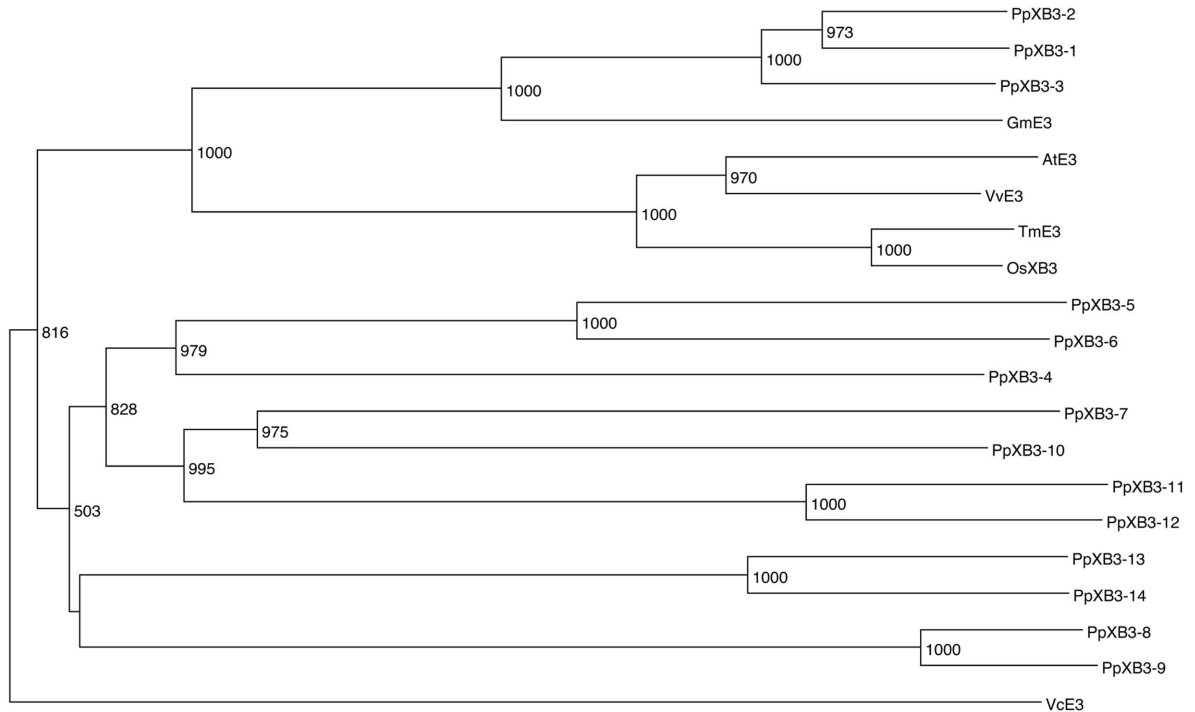 PpXB3-2
973
PpXB3-1
1000
PpXB3-3
1000
GmE3
1000
AtE3
970
VvE3
1000
TmE3
1000
OsXB3
PpXB3-5
816
1000
PpXB3-6
979
PpXB3-4
828
PpXB3-7
975
PpXB3-10
995
PpXB3-11
503
1000
PpXB3-12
PpXB3-13
1000
PpXB3-14
PpXB3-8
1000
PpXB3-9
VcE3